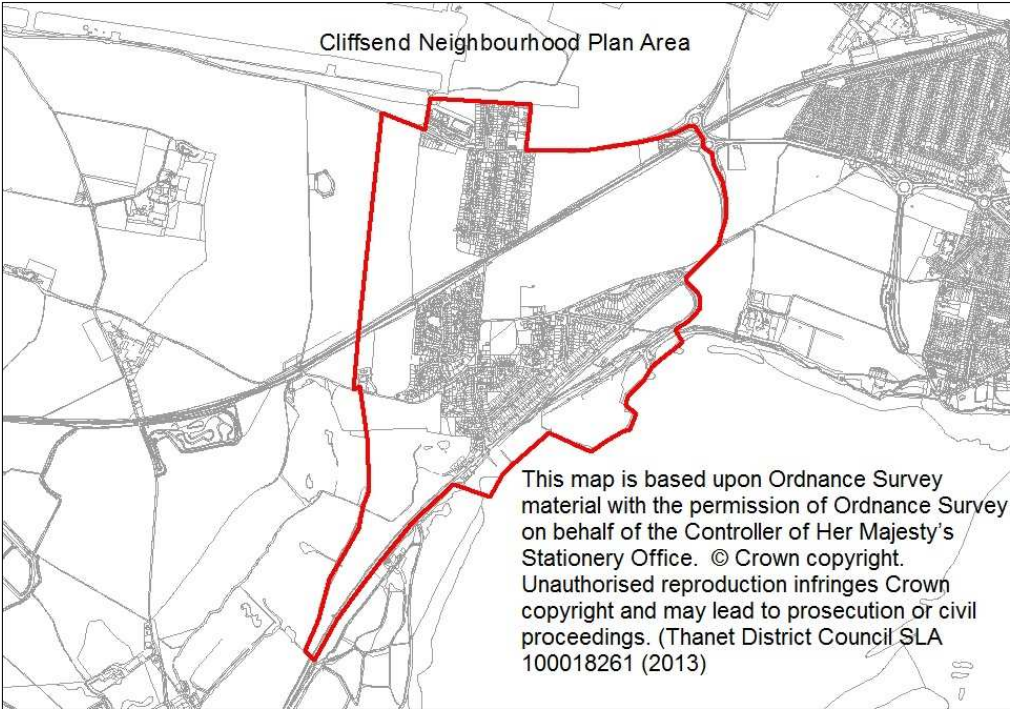 Cliffsend Neighbourhood Plan Area
This map is based upon Ordnance Survey
material with the permission of Ordnance Survey
on behalf of the Controller of Her Majesty's
Stationery Office.  © Crown copyright.
Unauthorised reproduction infringes Crown
copyright and may lead to prosecution or civil
proceedings. (Thanet District Council SLA
100018261 (2013)